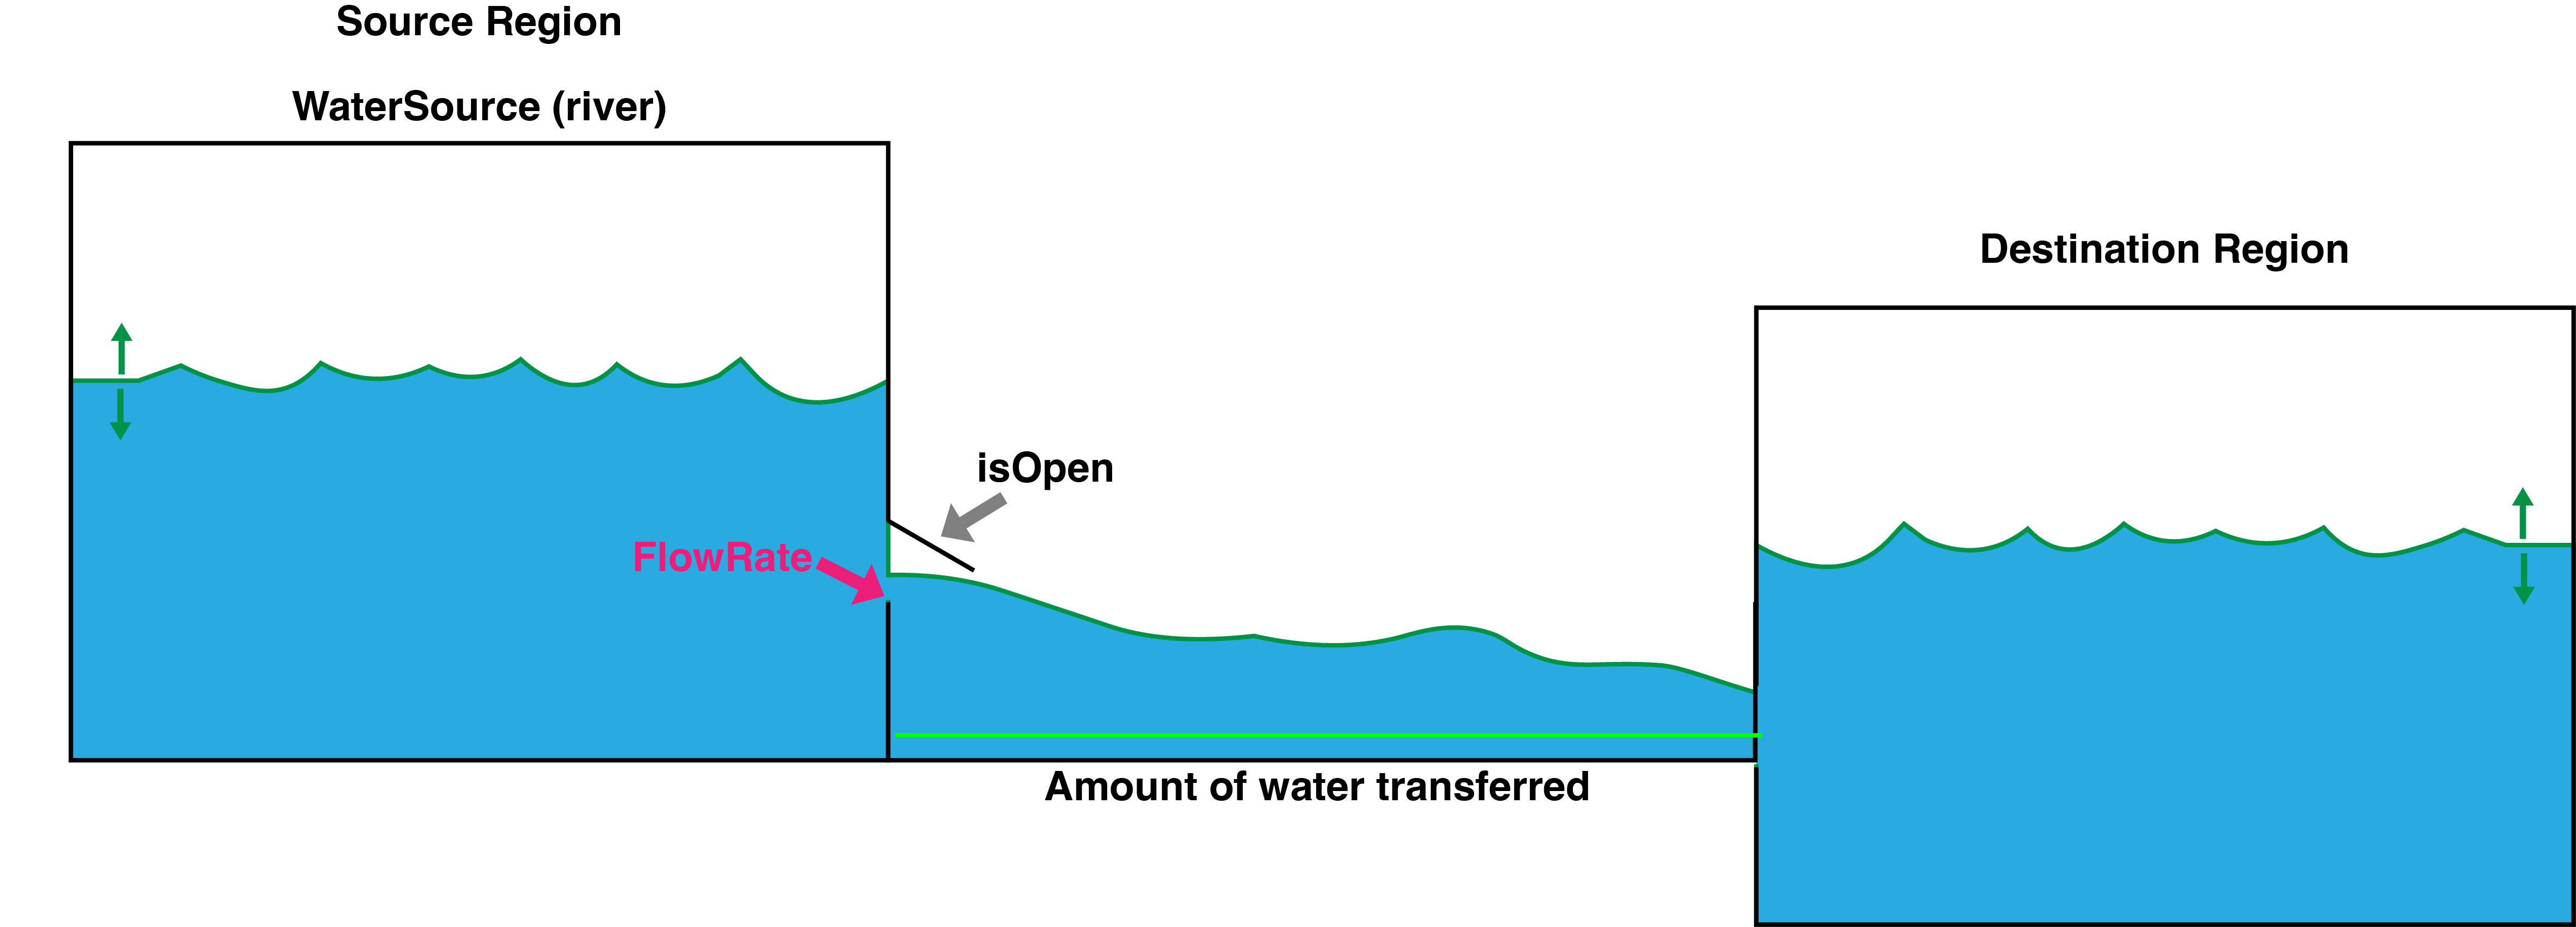 Source Region
WaterSource (river)
Destination Region
isOpen
FlowRate
Amount of water transferred